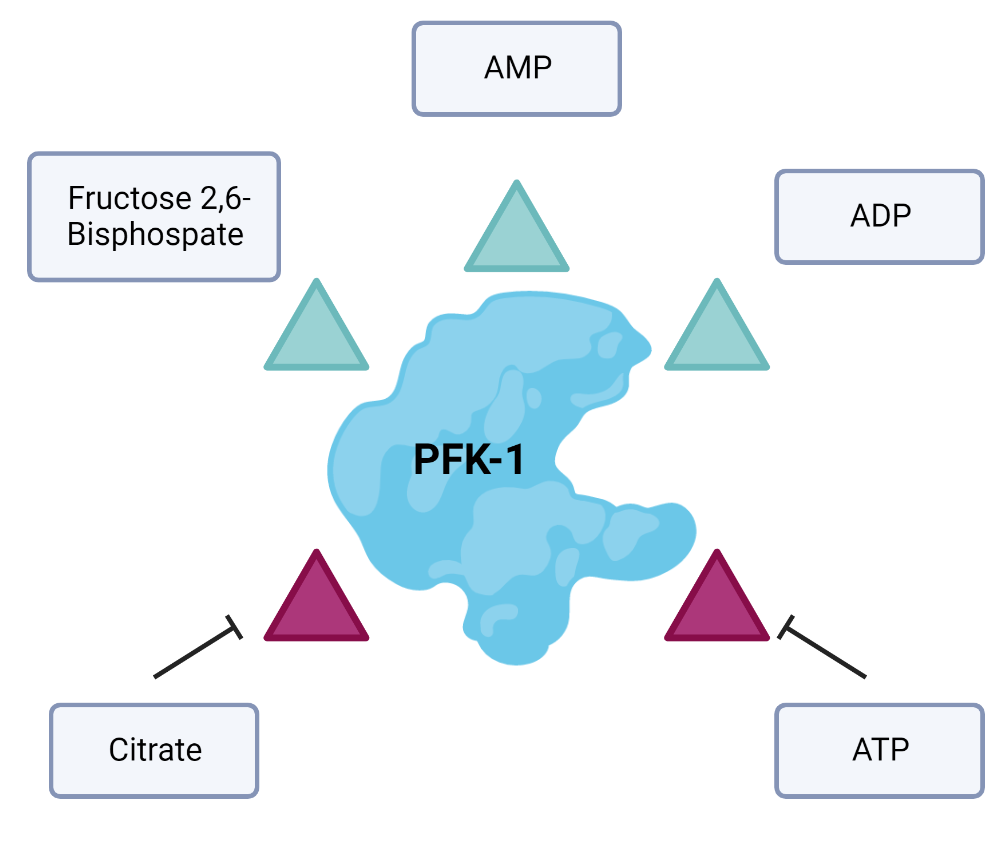 AMP
Fructose 2,6-
Bisphospate
ADP
PFK-1
Citrate
ATP